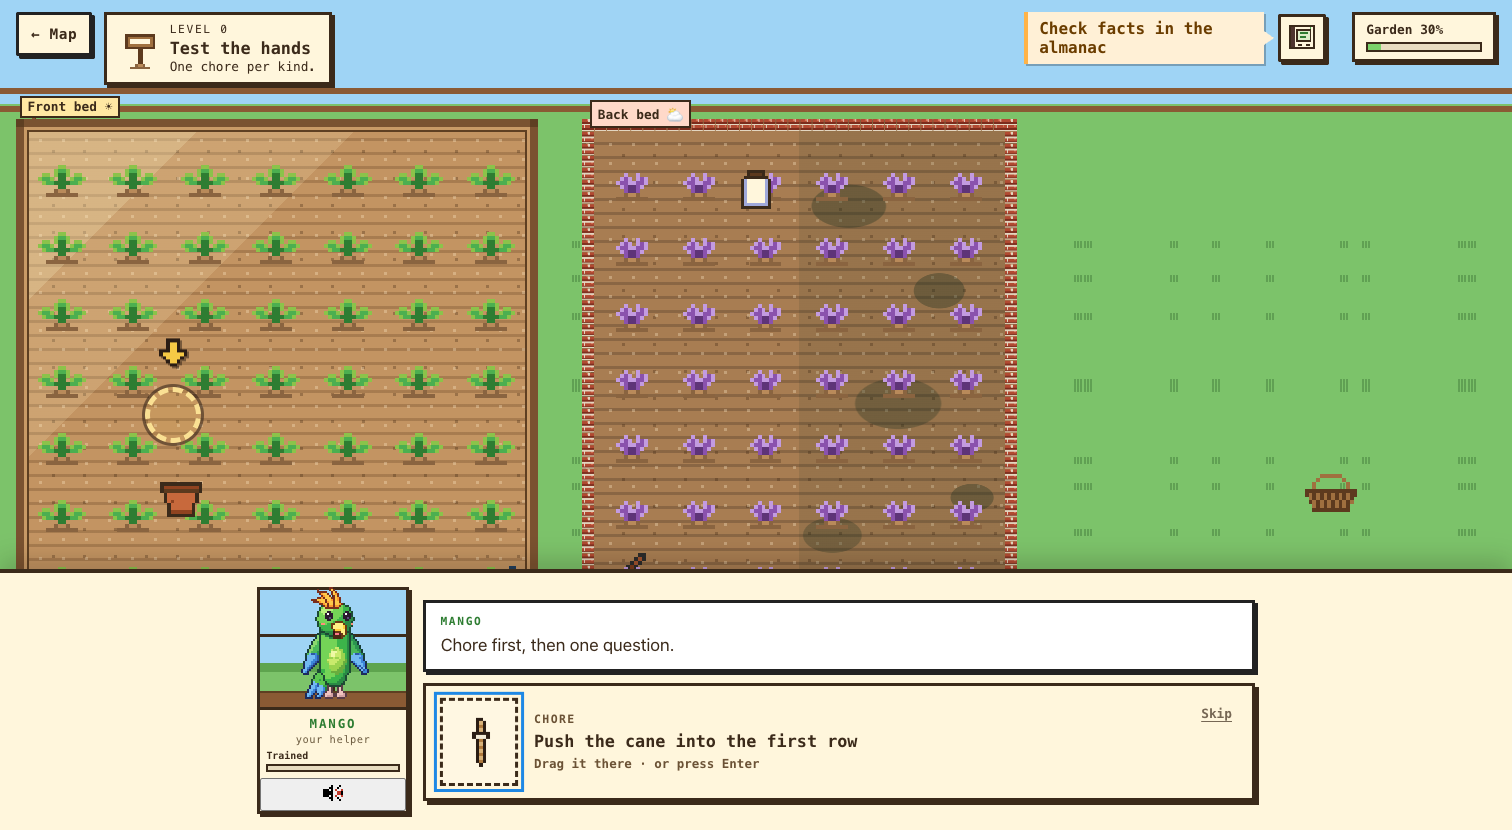 ← Map
LEVEL 0
Test the hands
One chore per kind.
Check facts in the
almanac
Garden 30%
Front bed ☀
Back bed ⛅
MANGO
Chore first, then one question.
MANGO
your helper
Trained
CHORE
Push the cane into the first row
Drag it there · or press Enter
Skip